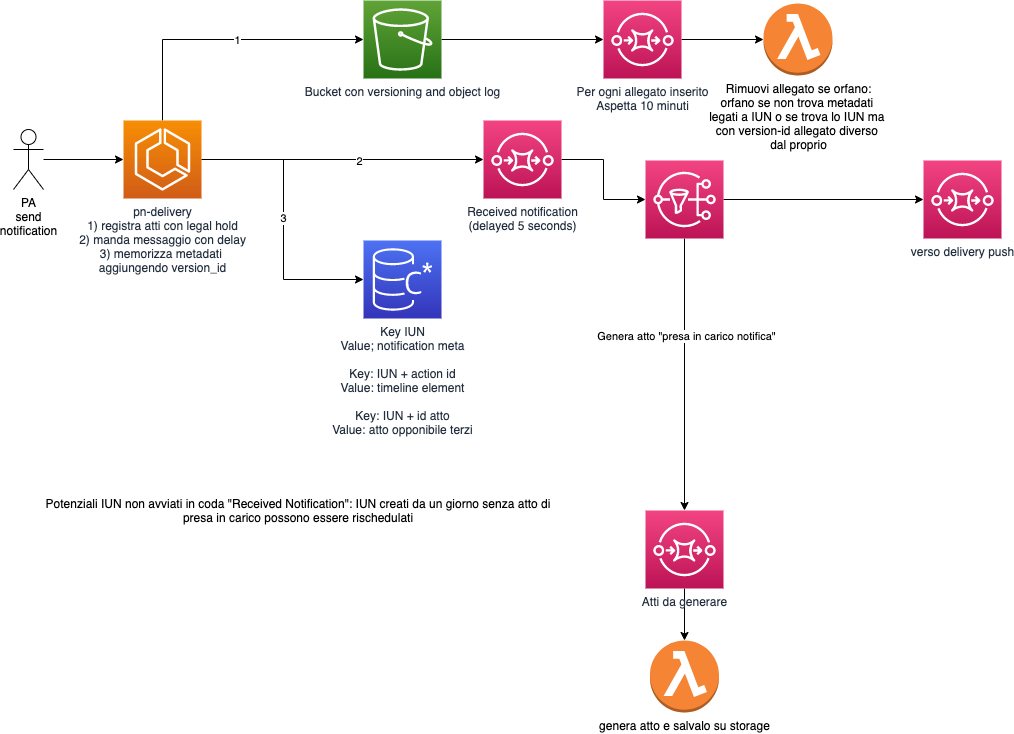 1
Bucket con versioning and object log
Per ogni allegato inserito
Aspetta 10 minuti
Rimuovi allegato se orfano:
orfano se non trova metadati
legati a IUN o se trova lo IUN ma
con version-id allegato diverso
dal proprio
PA
send
notification
pn-delivery
1) registra atti con legal hold
2) manda messaggio con delay
3) memorizza metadati
aggiungendo version_id
2
3
Received notification
(delayed 5 seconds)
verso delivery push
C*
Key IUN
Value; notification meta
Key: IUN + action id
Value: timeline element
Key: IUN + id atto
Value: atto opponibile terzi
Genera atto "presa in carico notifica"
Potenziali IUN non avviati in coda "Received Notification": IUN creati da un giorno senza atto di
presa in carico possono essere rischedulati
Atti da generare
genera atto e salvalo su storage